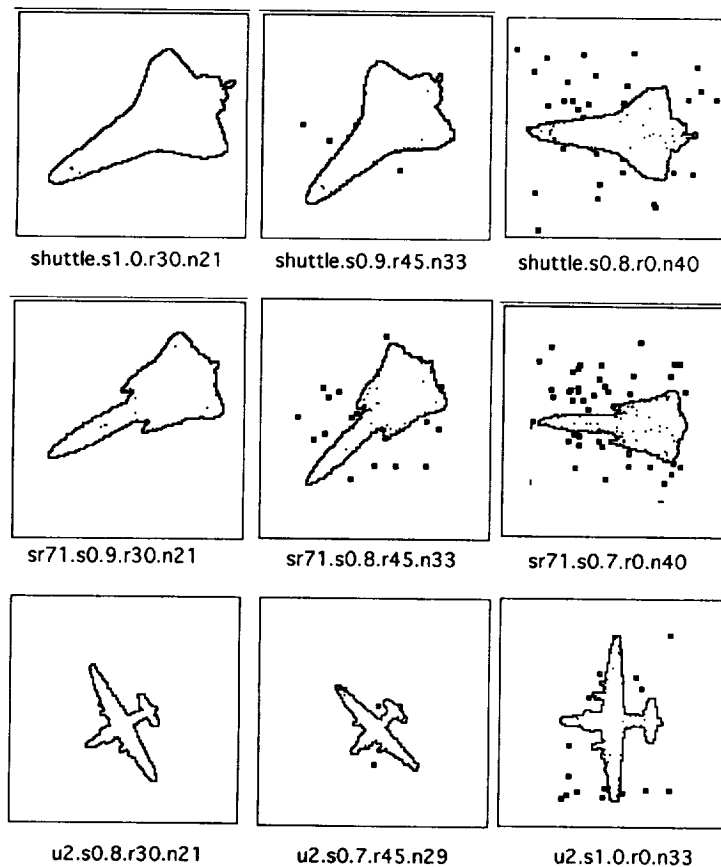 shuttle.s1.0.r30.n21
shuttle.s0.9.r45.n33
shuttle.s0.8.r0.n40
sr71.s0.9.r30.n21
sr71.s0.8.r45.n33
sr71.s0.7.r0.n40
u2.s0.8.r30.n21
u2.s0.7.r45.n29
u2.s1.0.r0.n33